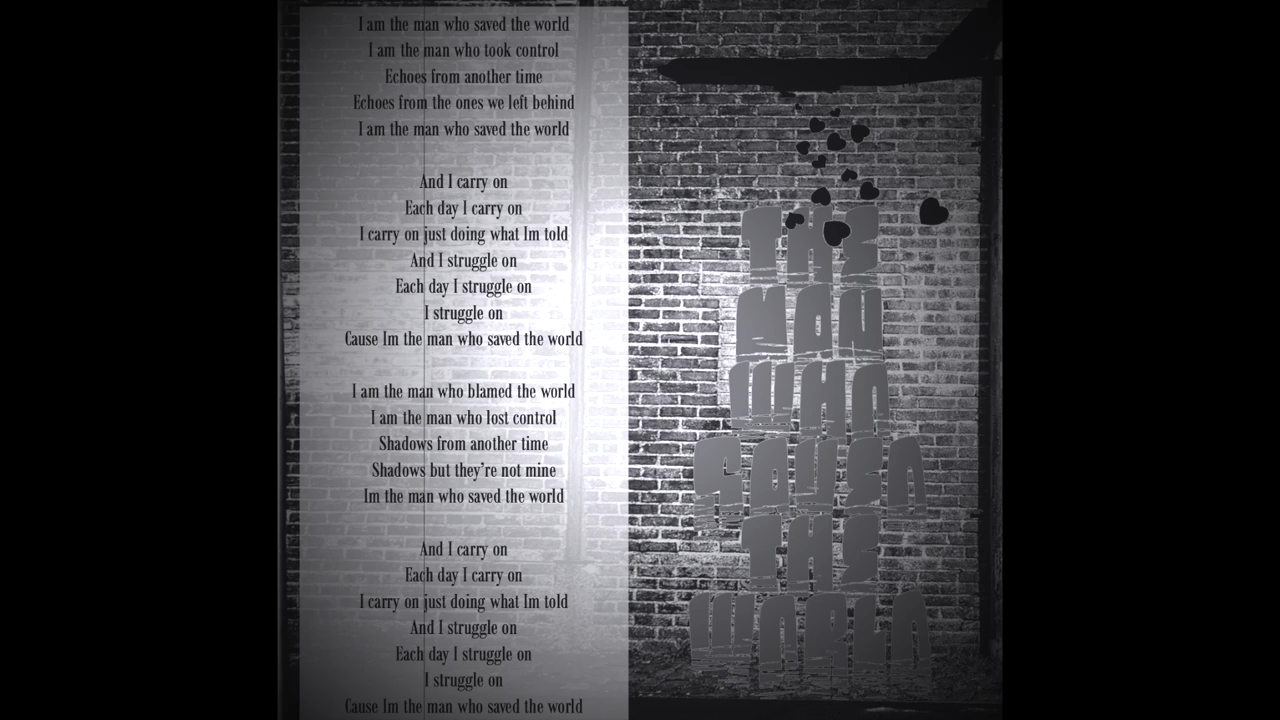 I am the man who saved the world
I am the man who took control
Echoes from another time
Echoes from the ones we left behind
I am the man who saved the world
And I carry on
Each day I carry on
I carry on just doing what Im told
And I struggle on
Each day I struggle on
I struggle on
Cause Im the man who saved the world
I am the man who blamed the world
I am the man who lost control
Shadows from another time
Shadows but they're not mine
Im the man who saved the world
And I carry on
Each day I carry on
I carry on just doing what Im told
And I struggle on
Each day I struggle on
I struggle on
Cause Im the man who saved the world
THE
MAN
WHO
SAVED
THE
WORLD